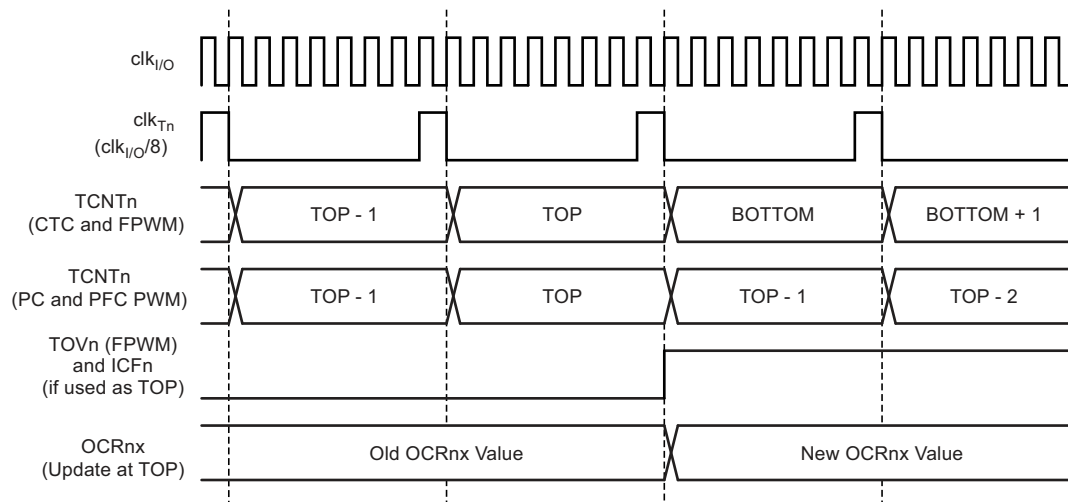 clkI/O
clkTn
(clkI/O/8)
TCNTn
(CTC and FPWM)
TOP - 1
TOP
BOTTOM
BOTTOM + 1
TCNTn
(PC and PFC PWM)
TOP - 1
TOP
TOP - 1
TOP - 2
TOVn (FPWM)
and ICFn
(if used as TOP)
OCRnx
(Update at TOP)
Old OCRnx Value
New OCRnx Value